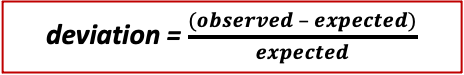 deviation = (observed – expected) / expected